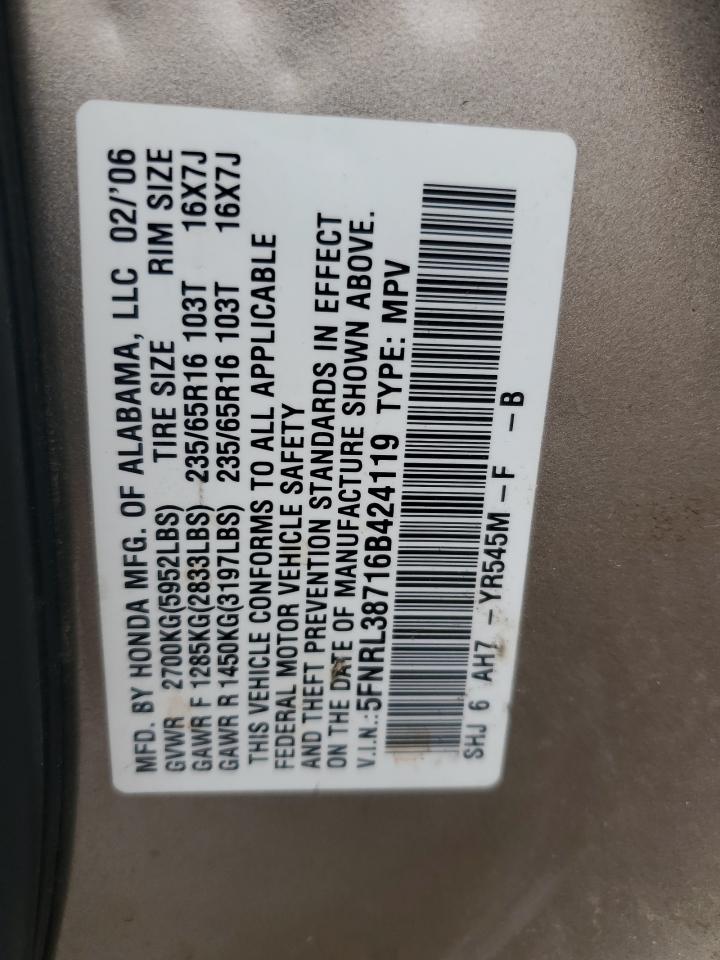 MFD. BY HONDA MFG. OF ALABAMA, LLC 02/'06
GVWR 2700KG(5952LBS) TIRE SIZE RIM SIZE
GAWR F 1285KG(2833LBS) 235/65R16 103T 16X7J
GAWR R 1450KG(3197LBS) 235/65R16 103T 16X7J
THIS VEHICLE CONFORMS TO ALL APPLICABLE
FEDERAL MOTOR VEHICLE SAFETY
AND THEFT PREVENTION STANDARDS IN EFFECT
ON THE DATE OF MANUFACTURE SHOWN ABOVE.
V.I.N.:5FNRL38716B424119 TYPE: MPV
SHJ 6 AH7 - YR545M - F - B